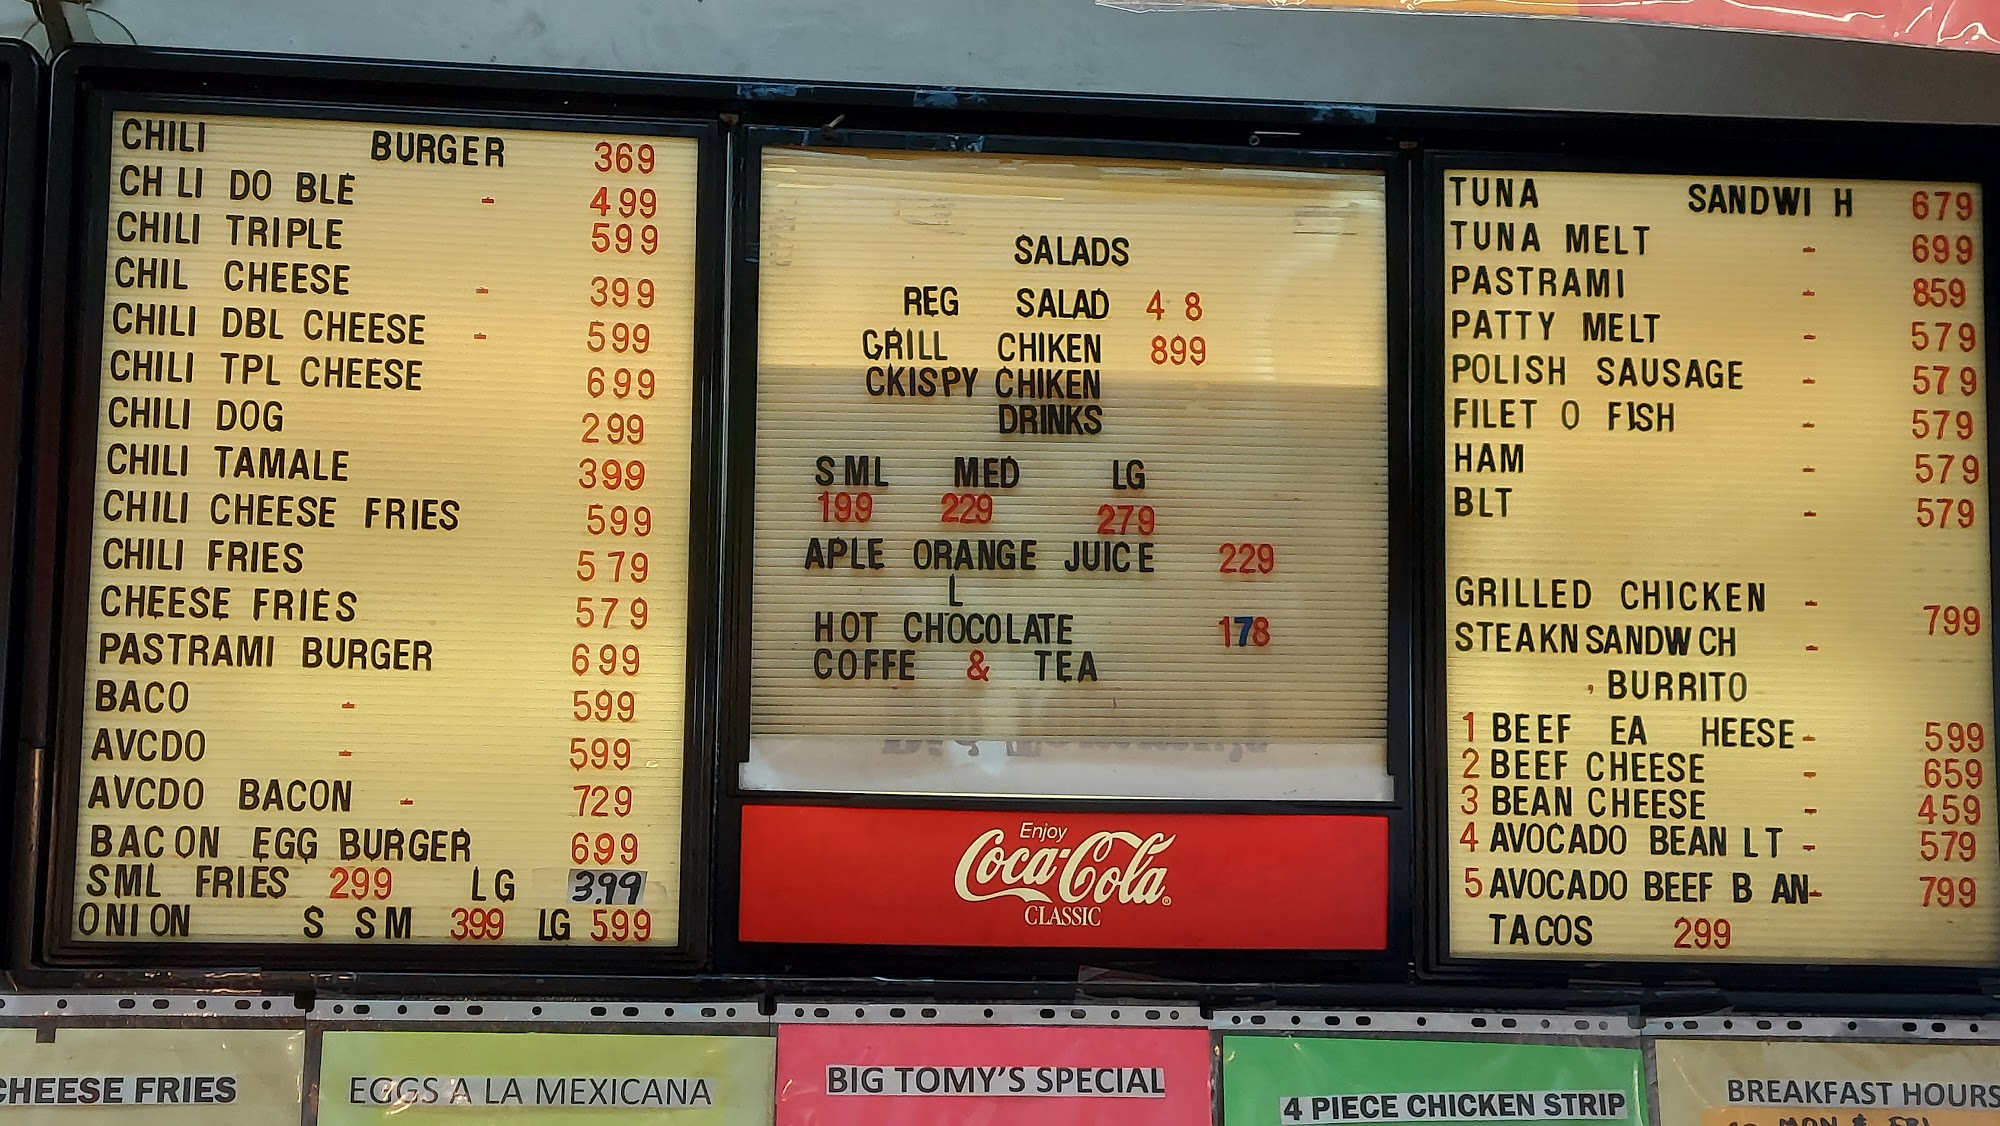 CHILI BURGER 369
CH LI DO BLE - 499
CHILI TRIPLE 599
CHIL CHEESE - 399
CHILI DBL CHEESE - 599
CHILI TPL CHEESE 699
CHILI DOG 299
CHILI TAMALE 399
CHILI CHEESE FRIES 599
CHILI FRIES 579
CHEESE FRIES 579
PASTRAMI BURGER 699
BACO - 599
AVCDO - 599
AVCDO BACON - 729
BACON EGG BURGER 699
SML FRIES 299 LG 3.99
ONION S SM 399 LG 599
SALADS
REG SALAD 4 8
GRILL CHIKEN 899
CKISPY CHIKEN
DRINKS
SML MED LG
199 229 279
APLE ORANGE JUICE 229
L
HOT CHOCOLATE 178
COFFE & TEA
Enjoy
Coca-Cola
CLASSIC
TUNA SANDWI H 679
TUNA MELT - 699
PASTRAMI - 859
PATTY MELT - 579
POLISH SAUSAGE - 579
FILET O FISH - 579
HAM - 579
BLT - 579
GRILLED CHICKEN - 799
STEAKNSANDW CH -
BURRITO
1 BEEF EA HEESE - 599
2 BEEF CHEESE - 659
3 BEAN CHEESE - 459
4 AVOCADO BEAN LT - 579
5 AVOCADO BEEF B AN - 799
TACOS 299
CHEESE FRIES
EGGS A LA MEXICANA
BIG TOMY'S SPECIAL
4 PIECE CHICKEN STRIP
BREAKFAST HOURS
MON & FRI